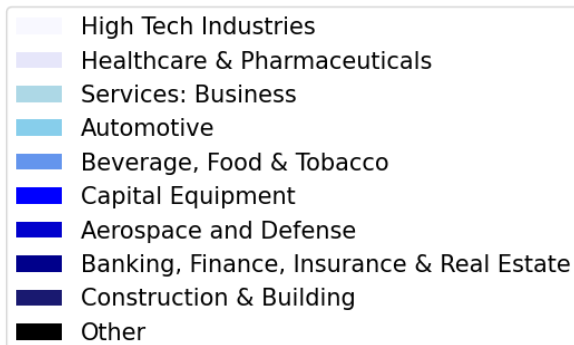 High Tech Industries
Healthcare & Pharmaceuticals
Services: Business
Automotive
Beverage, Food & Tobacco
Capital Equipment
Aerospace and Defense
Banking, Finance, Insurance & Real Estate
Construction & Building
Other